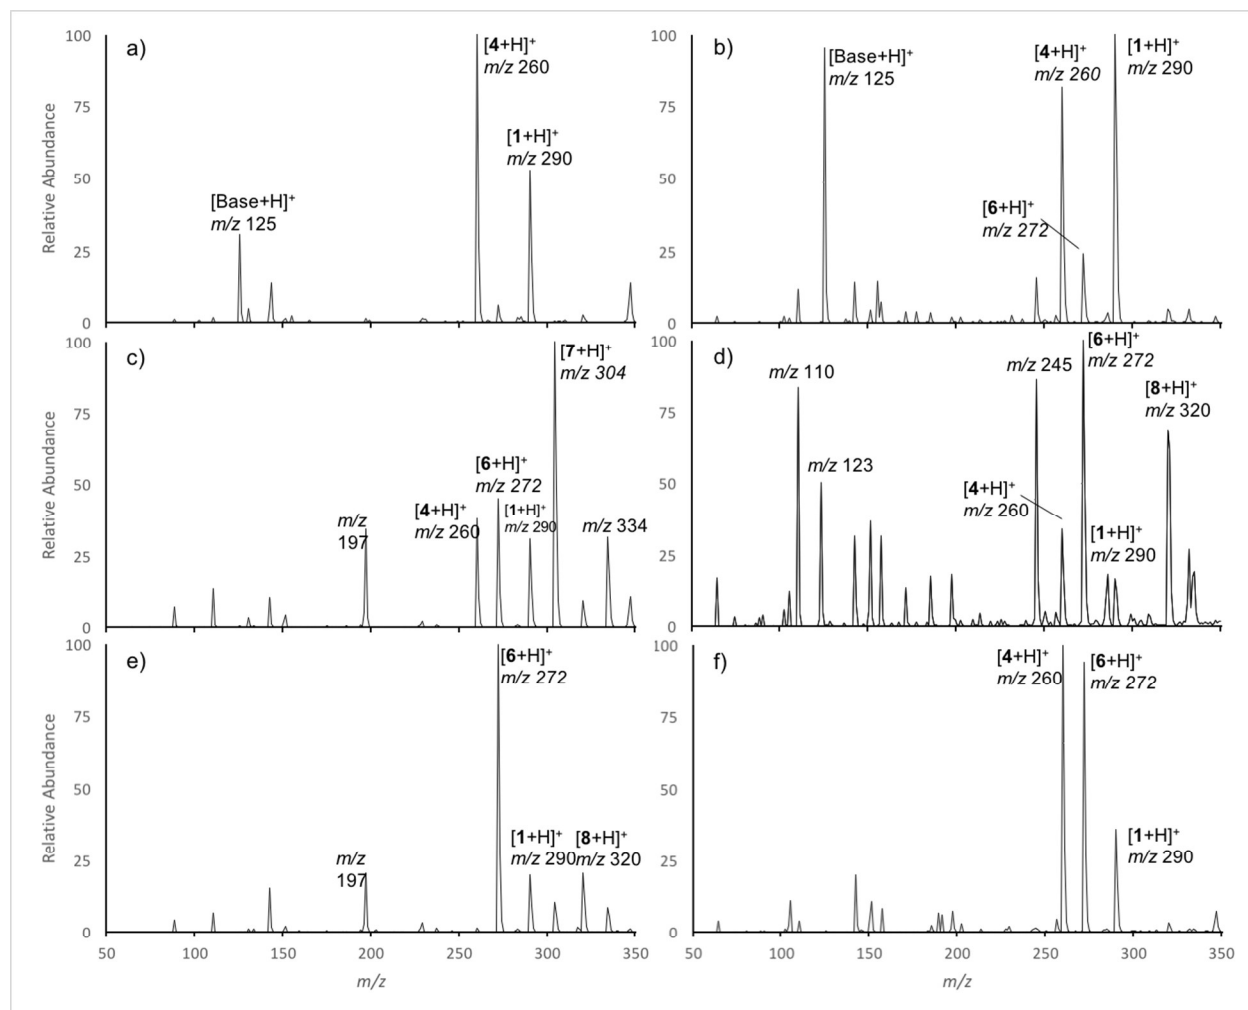 a)
100
75
50
25
0
Relative Abundance
[4+H]+
m/z 260
[1+H]+
m/z 290
[Base+H]+
m/z 125
b)
100
75
50
25
0
[Base+H]+
m/z 125
[4+H]+
m/z 260
[1+H]+
m/z 290
[6+H]+
m/z 272
c)
100
75
50
25
0
Relative Abundance
[7+H]+
m/z 304
[6+H]+
m/z 272
[4+H]+
m/z 260
[1+H]+
m/z 290
m/z 334
m/z
197
d)
100
75
50
25
0
m/z 110
m/z 123
m/z 245
[6+H]+
m/z 272
[8+H]+
m/z 320
[4+H]+
m/z 260
[1+H]+
m/z 290
e)
100
75
50
25
0
Relative Abundance
[6+H]+
m/z 272
[1+H]+
m/z 290
[8+H]+
m/z 320
m/z
197
50 100 150 200 250 300 350
m/z
f)
100
75
50
25
0
[4+H]+
m/z 260
[6+H]+
m/z 272
[1+H]+
m/z 290
50 100 150 200 250 300 350
m/z